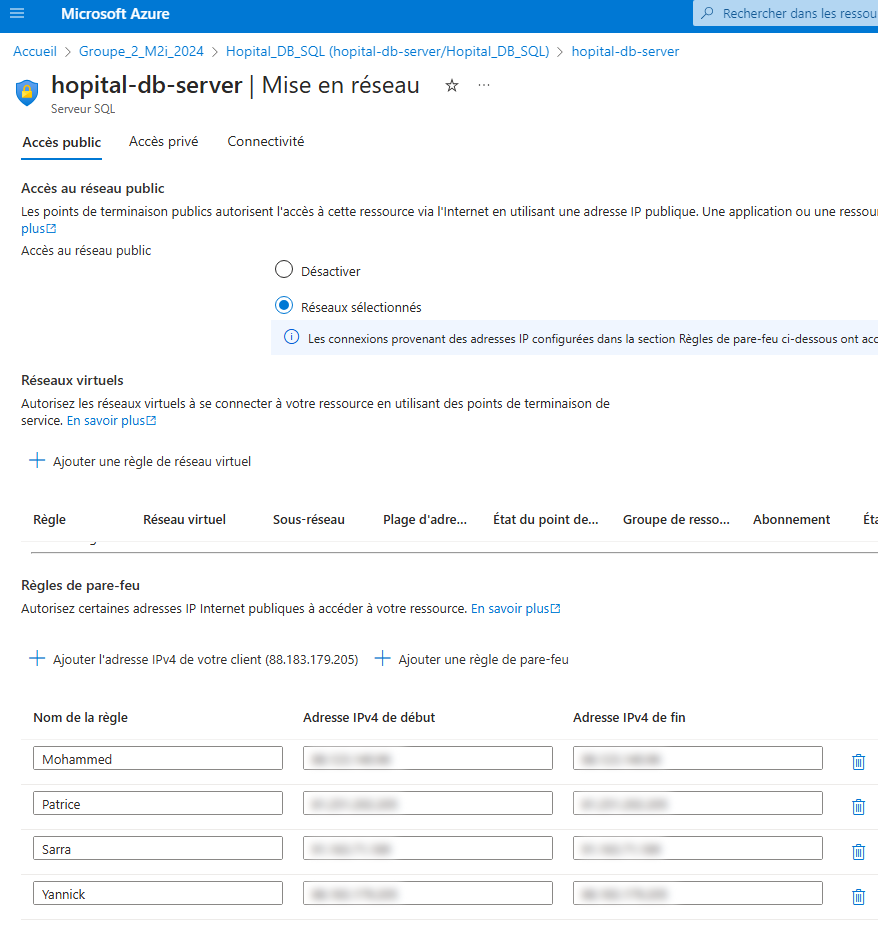 Microsoft Azure
Rechercher dans les ressou
Accueil > Groupe_2_M2i_2024 > Hopital_DB_SQL (hopital-db-server/Hopital_DB_SQL) > hopital-db-server
hopital-db-server | Mise en réseau
Serveur SQL
Accès public Accès privé Connectivité
Accès au réseau public
Les points de terminaison publics autorisent l'accès à cette ressource via l'Internet en utilisant une adresse IP publique. Une application ou une ressou
plus
Accès au réseau public
Désactiver
Réseaux sélectionnés
Les connexions provenant des adresses IP configurées dans la section Règles de pare-feu ci-dessous ont acc
Réseaux virtuels
Autorisez les réseaux virtuels à se connecter à votre ressource en utilisant des points de terminaison de
service. En savoir plus
Ajouter une règle de réseau virtuel
Règle Réseau virtuel Sous-réseau Plage d'adre... État du point de... Groupe de resso... Abonnement Éta
Règles de pare-feu
Autorisez certaines adresses IP Internet publiques à accéder à votre ressource. En savoir plus
Ajouter l'adresse IPv4 de votre client (88.183.179.205) Ajouter une règle de pare-feu
Nom de la règle Adresse IPv4 de début Adresse IPv4 de fin
Mohammed
Patrice
Sarra
Yannick